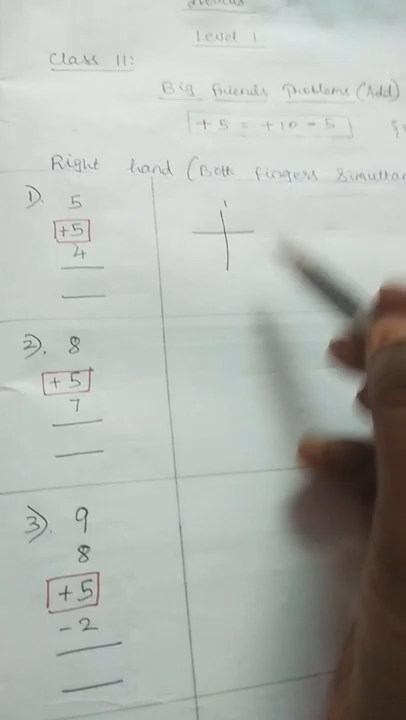 Level 1
Class 11:
Big Friends Problems (Add)
+5 = +10 - 5
Right hand (Both fingers Simultan
1). 5
+5
4
2). 8
+5
7
3). 9
8
+5
-2